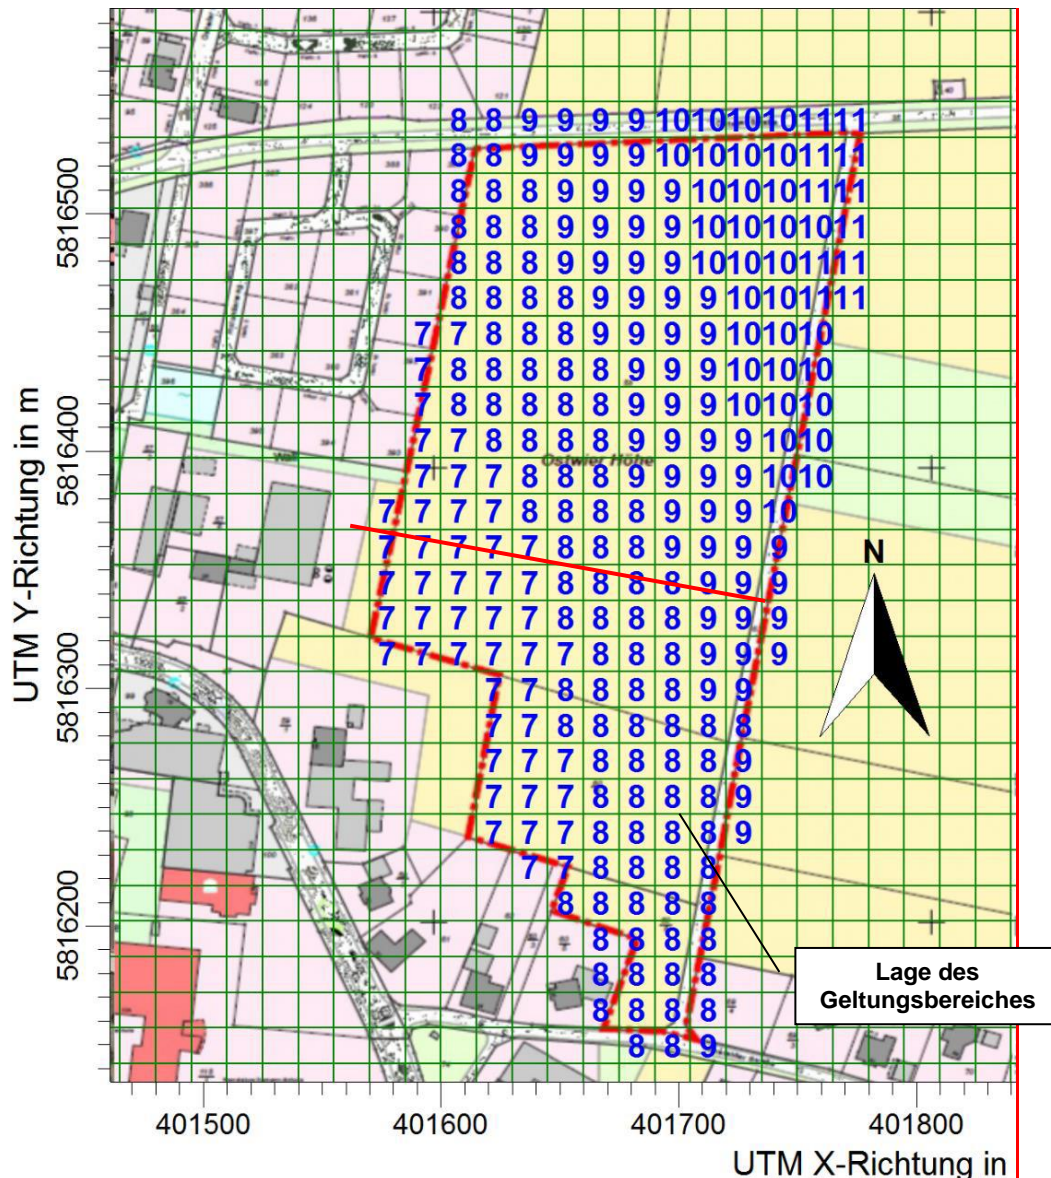 8 8 9 9 9 9 10 10 10 10 11 11
8 8 9 9 9 9 10 10 10 10 11 11
8 8 8 9 9 9 9 10 10 10 11 11
8 8 8 9 9 9 9 10 10 10 10 11
8 8 8 9 9 9 9 10 10 10 11 11
8 8 8 8 9 9 9 9 10 10 11 11
7 7 8 8 8 9 9 9 9 10 10 10
7 8 8 8 8 8 9 9 9 10 10 10
7 8 8 8 8 8 9 9 9 10 10 10
7 7 8 8 8 8 9 9 9 9 10 10
Ostwier Höhe
7 7 7 8 8 8 9 9 9 9 10 10
7 7 7 7 8 8 8 8 9 9 9 10
7 7 7 7 7 8 8 8 9 9 9 9
N
7 7 7 7 7 8 8 8 8 9 9 9
7 7 7 7 7 8 8 8 8 9 9 9
7 7 7 7 7 7 8 8 8 9 9 9
7 7 8 8 8 8 9 9
7 7 8 8 8 8 8 8
7 7 7 8 8 8 8 9
7 7 7 8 8 8 8 9
7 7 7 8 8 8 8 9
7 7 8 8 8 8
8 8 8 8 8
8 8 8 8
8 8 8 8
8 8 8 8
8 8 9
Lage des
Geltungsbereiches
UTM Y-Richtung in m
5816500
5816400
5816300
5816200
401500 401600 401700 401800
UTM X-Richtung in